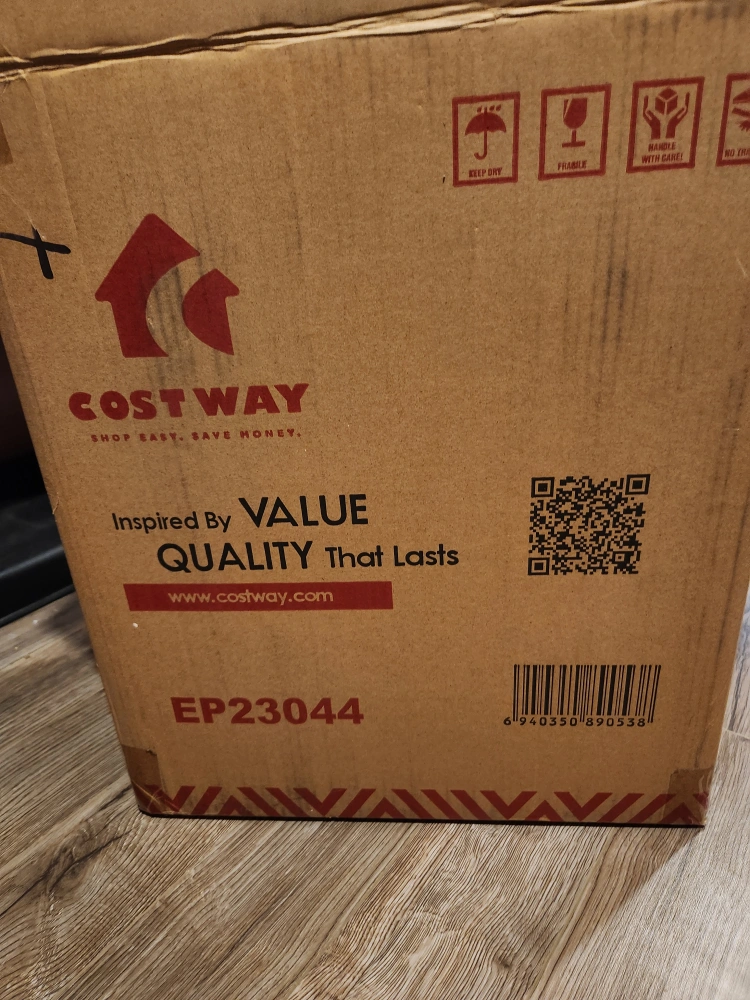 KEEP DRY
FRAGILE
HANDLE
WITH CARE!
COSTWAY
SHOP EASY. SAVE MONEY.
Inspired By VALUE
QUALITY That Lasts
www.costway.com
EP23044
6 940350 890538